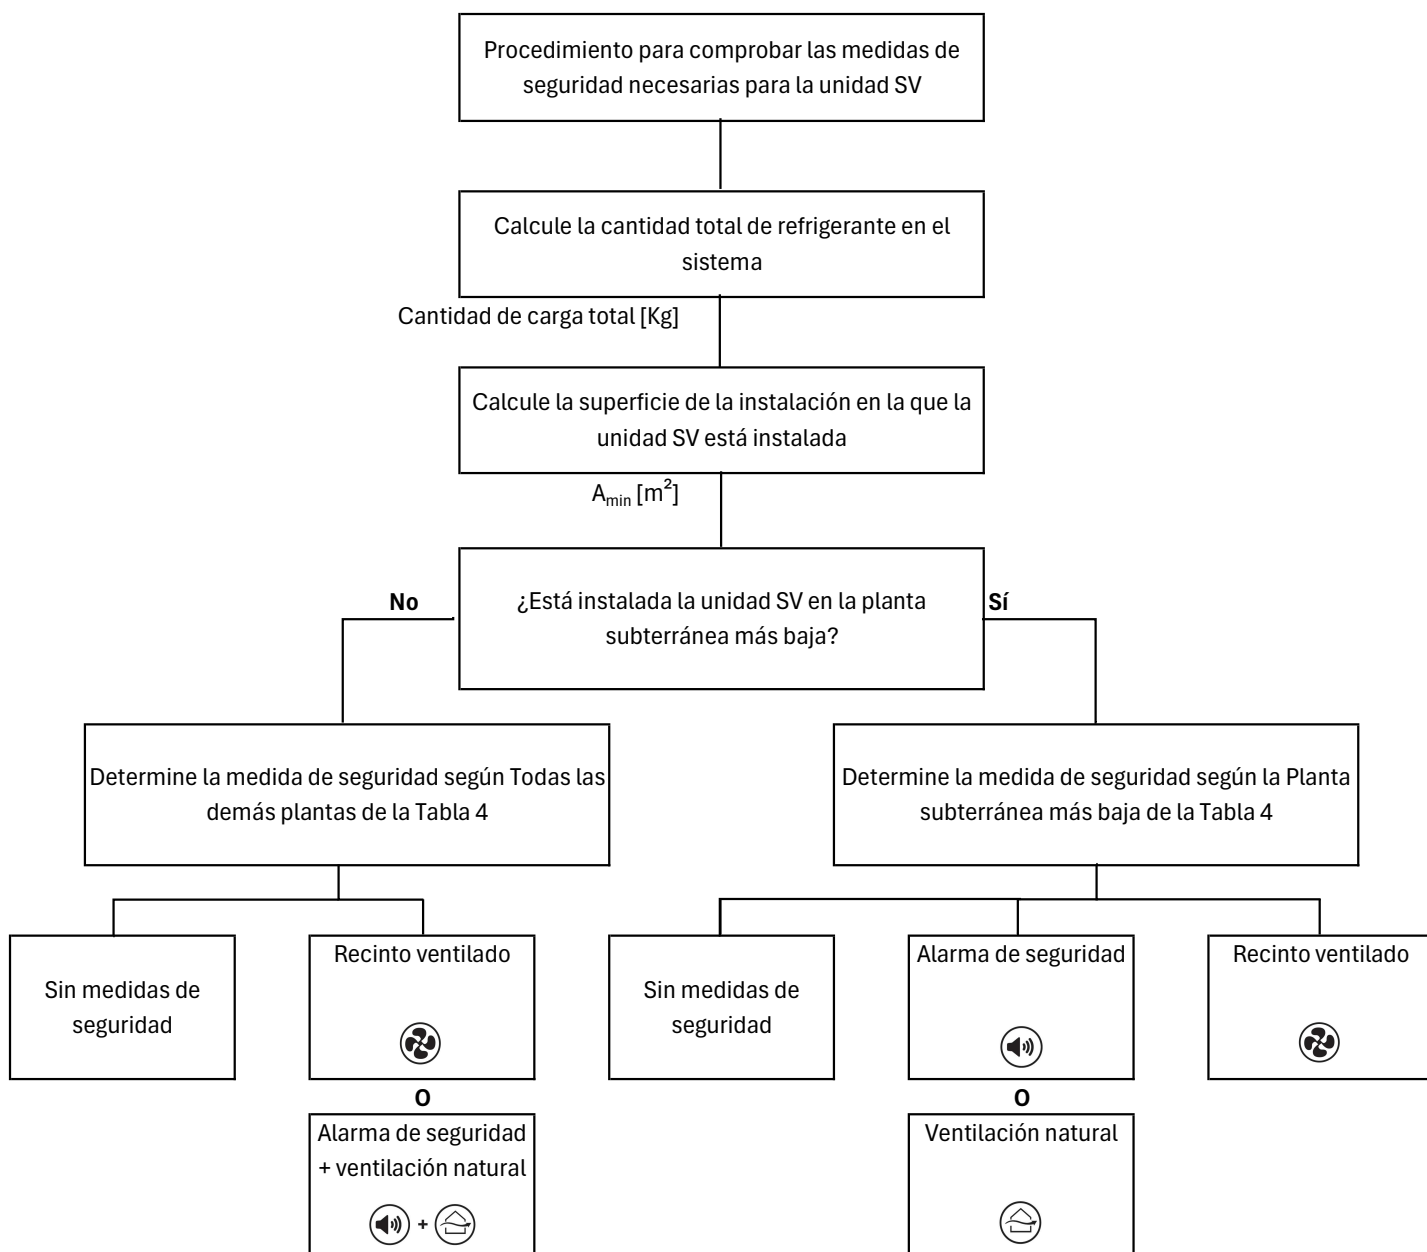 Procedimiento para comprobar las medidas de
seguridad necesarias para la unidad SV
Calcule la cantidad total de refrigerante en el
sistema
Cantidad de carga total [Kg]
Calcule la superficie de la instalación en la que la
unidad SV está instalada
Amin [m²]
¿Está instalada la unidad SV en la planta
subterránea más baja?
No
Sí
Determine la medida de seguridad según Todas las
demás plantas de la Tabla 4
Determine la medida de seguridad según la Planta
subterránea más baja de la Tabla 4
Sin medidas de
seguridad
Recinto ventilado
O
Alarma de seguridad
+ ventilación natural
+
Sin medidas de
seguridad
Alarma de seguridad
O
Ventilación natural
Recinto ventilado